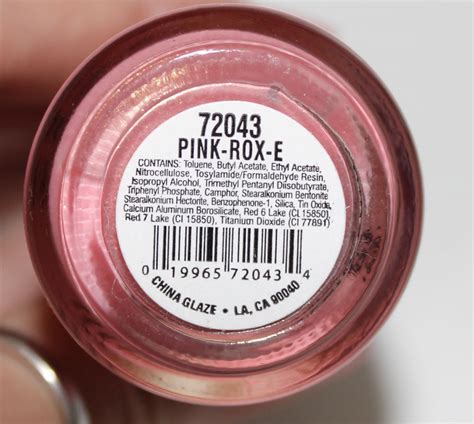 72043
PINK-ROX-E
CONTAINS: Toluene, Butyl Acetate, Ethyl Acetate,
Nitrocellulose, Tosylamide/Formaldehyde Resin,
Isopropyl Alcohol, Trimethyl Pentanyl Diisobutyrate,
Triphenyl Phosphate, Camphor, Stearalkonium Bentonite
Stearalkonium Hectorite, Benzophenone-1, Silica, Tin Oxide,
Calcium Aluminum Borosilicate, Red 6 Lake (CI 15850),
Red 7 Lake (CI 15850), Titanium Dioxide (CI 77891)
0 19965 72043 4
CHINA GLAZE • LA, CA 90040